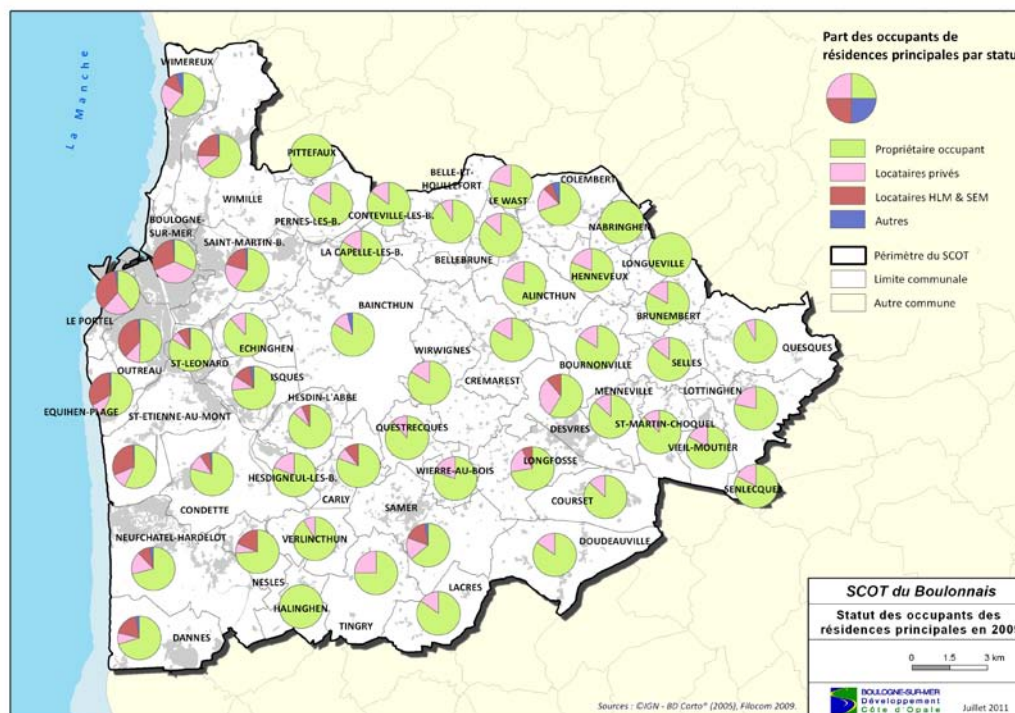 La Manche
WIMEREUX
PITTEFAUX
WIMILLE
BELLE-ET-
HOULLEFORT
LE WAST
COLEMBERT
PERNES-LES-B.
CONTEVILLE-LES-B.
NABRINGHEN
BOULOGNE-
SUR-MER
SAINT-MARTIN-B.
LA CAPELLE-LES-B.
BELLEBRUNE
LONGUEVILLE
HENNEVEUX
ALINCTHUN
LE PORTEL
BAINCTHUN
BRUNEMBERT
OUTREAU
ST-LEONARD
ECHINGHEN
WIRWIGNES
CREMAREST
BOURNONVILLE
SELLES
QUESQUES
ISQUES
LOTTINGHEN
MENNEVILLE
EQUIHEN-PLAGE
ST-ETIENNE-AU-MONT
HESDIN-L'ABBE
QUESTRECQUES
DESVRES
ST-MARTIN-CHOQUEL
VIEIL-MOUTIER
CONDETTE
HESDIGNEUL-LES-B.
CARLY
WIERRE-AU-BOIS
LONGFOSSE
COURSET
SENLECQUES
SAMER
NEUFCHATEL-HARDELOT
VERLINCTHUN
DOUDEAUVILLE
NESLES
HALINGHEN
TINGRY
LACRES
DANNES
Part des occupants de
résidences principales par statu
Propriétaire occupant
Locataires privés
Locataires HLM & SEM
Autres
Périmètre du SCOT
Limite communale
Autre commune
SCOT du Boulonnais
Statut des occupants des
résidences principales en 2009
0 1.5 3 km
BOULOGNE-SUR-MER
Développement
Côte d'Opale
Juillet 2011
Sources : ©IGN - BD Carto® (2005), Filocom 2009.